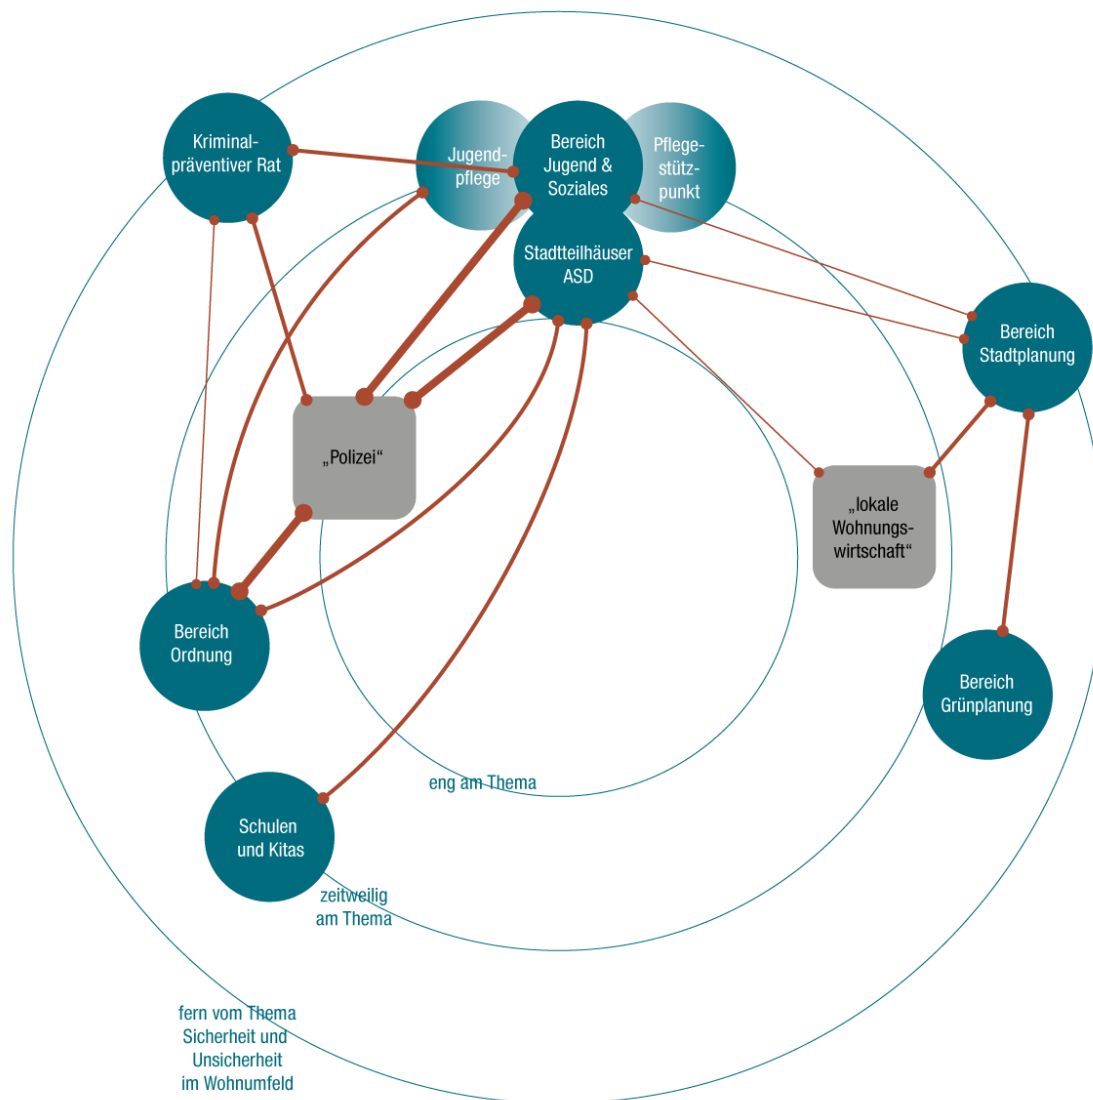 Kriminal-
präventiver Rat
Jugend-
pflege
Bereich
Jugend &
Soziales
Pflege-
stütz-
punkt
Stadtteilhäuser
ASD
Bereich
Stadtplanung
„Polizei“
„lokale
Wohnungs-
wirtschaft“
Bereich
Ordnung
Bereich
Grünplanung
eng am Thema
Schulen
und Kitas
zeitweilig
am Thema
fern vom Thema
Sicherheit und
Unsicherheit
im Wohnumfeld